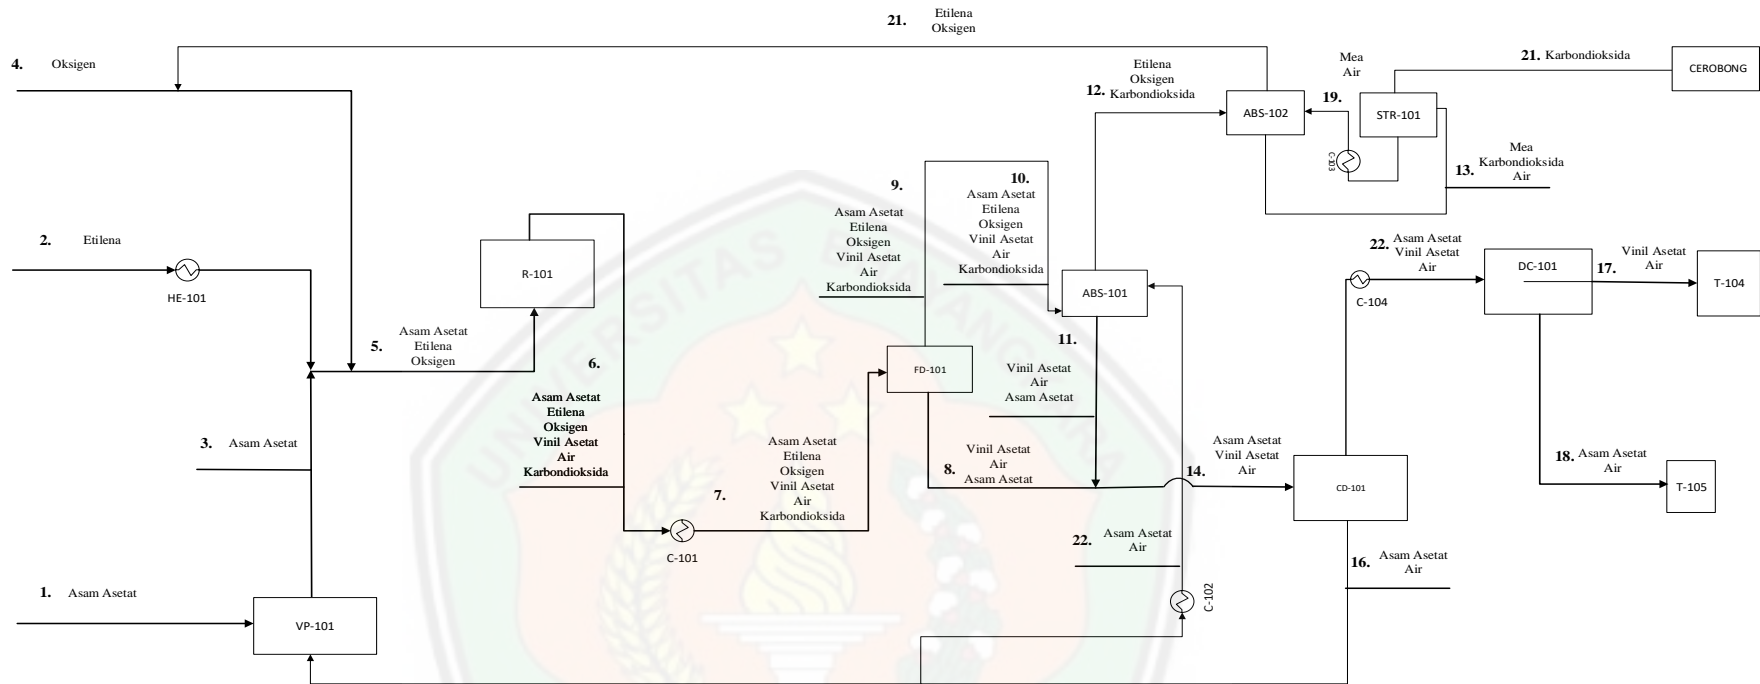 21.
Etilena
Oksigen
4.
Oksigen
Etilena
Oksigen
Karbondioksida
12.
Mea
Air
19.
21.
Karbondioksida
CEROBONG
ABS-102
STR-101
C-103
Mea
Karbondioksida
Air
13.
2.
Etilena
HE-101
R-101
9.
Asam Asetat
Etilena
Oksigen
Vinil Asetat
Air
Karbondioksida
10.
Asam Asetat
Etilena
Oksigen
Vinil Asetat
Air
Karbondioksida
ABS-101
22.
Asam Asetat
Vinil Asetat
Air
C-104
DC-101
17.
Vinil Asetat
Air
T-104
5.
Asam Asetat
Etilena
Oksigen
6.
Asam Asetat
Etilena
Oksigen
Vinil Asetat
Air
Karbondioksida
FD-101
11.
Vinil Asetat
Air
Asam Asetat
3.
Asam Asetat
7.
Asam Asetat
Etilena
Oksigen
Vinil Asetat
Air
Karbondioksida
C-101
8.
Vinil Asetat
Air
Asam Asetat
14.
Asam Asetat
Vinil Asetat
Air
CD-101
18.
Asam Asetat
Air
T-105
22.
Asam Asetat
Air
C-102
16.
Asam Asetat
Air
1.
Asam Asetat
VP-101
UNIVERSITAS